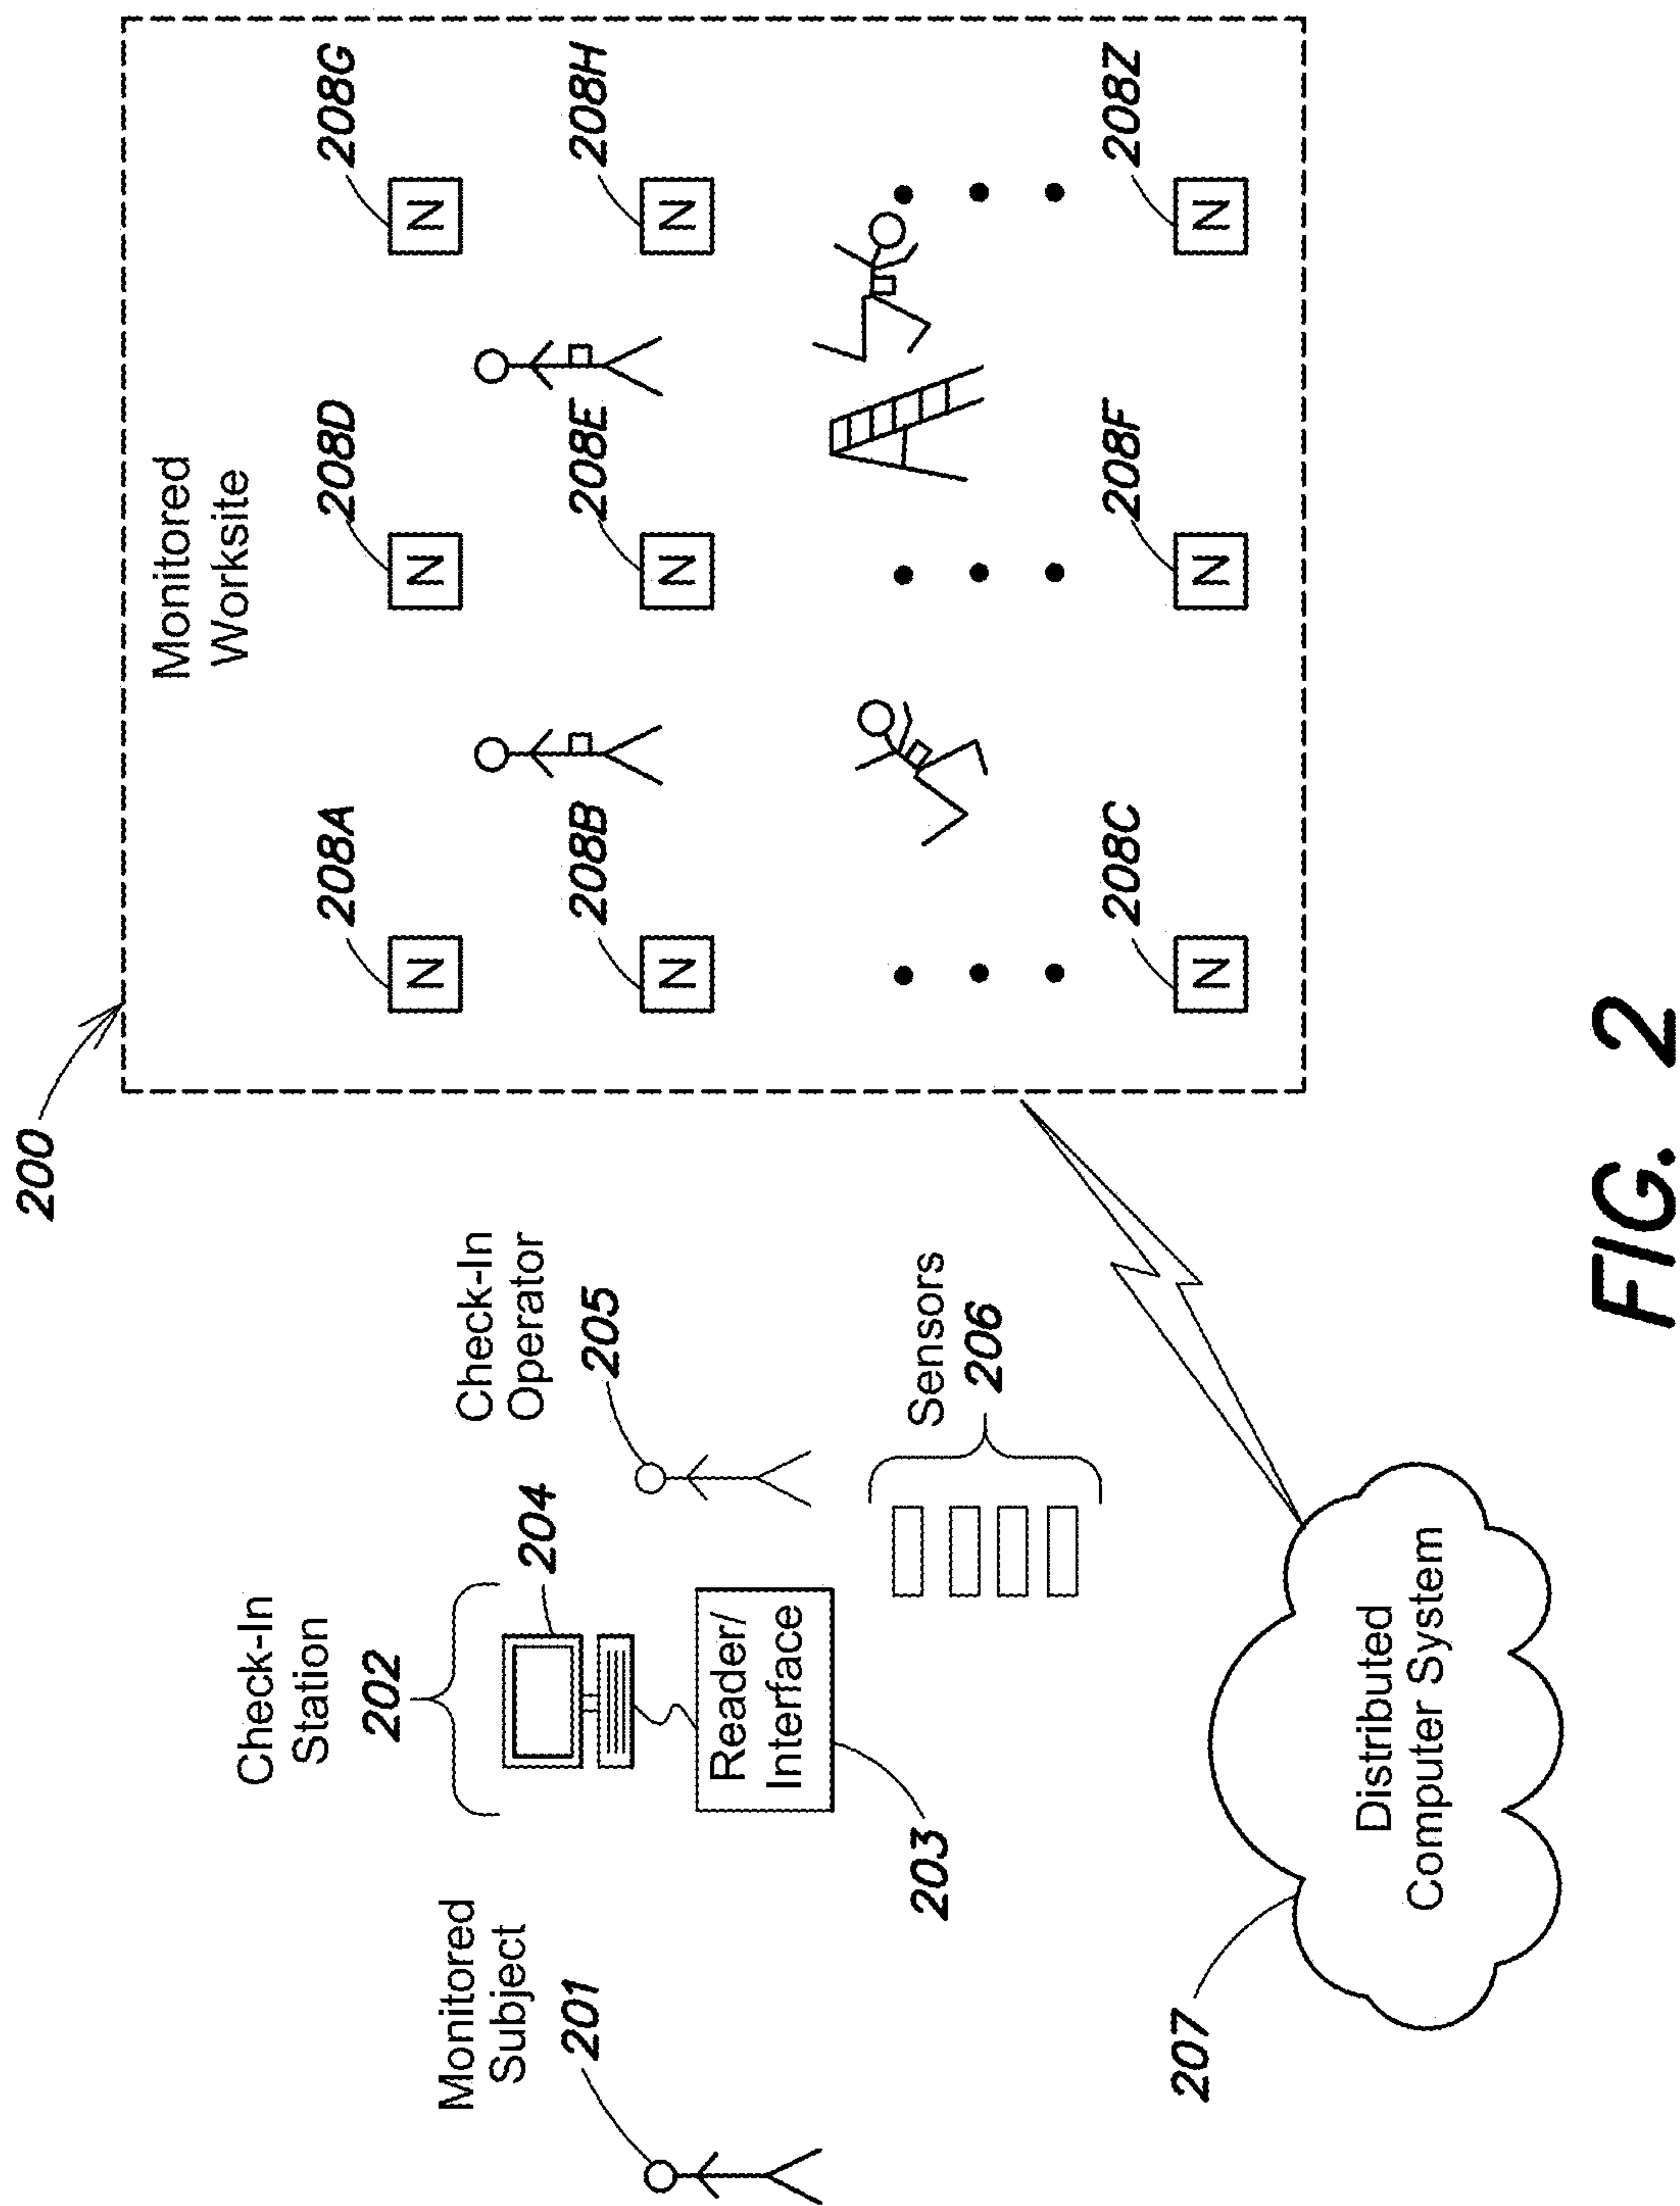 200
Monitored
Worksite
208A
208D
208G
N
N
N
208B
208E
208H
N
N
N
208C
208F
208Z
N
N
N
Check-In
Station
202
204
Reader/
Interface
203
Monitored
Subject
201
Check-In
Operator
205
Sensors
206
207
Distributed
Computer System
FIG. 2